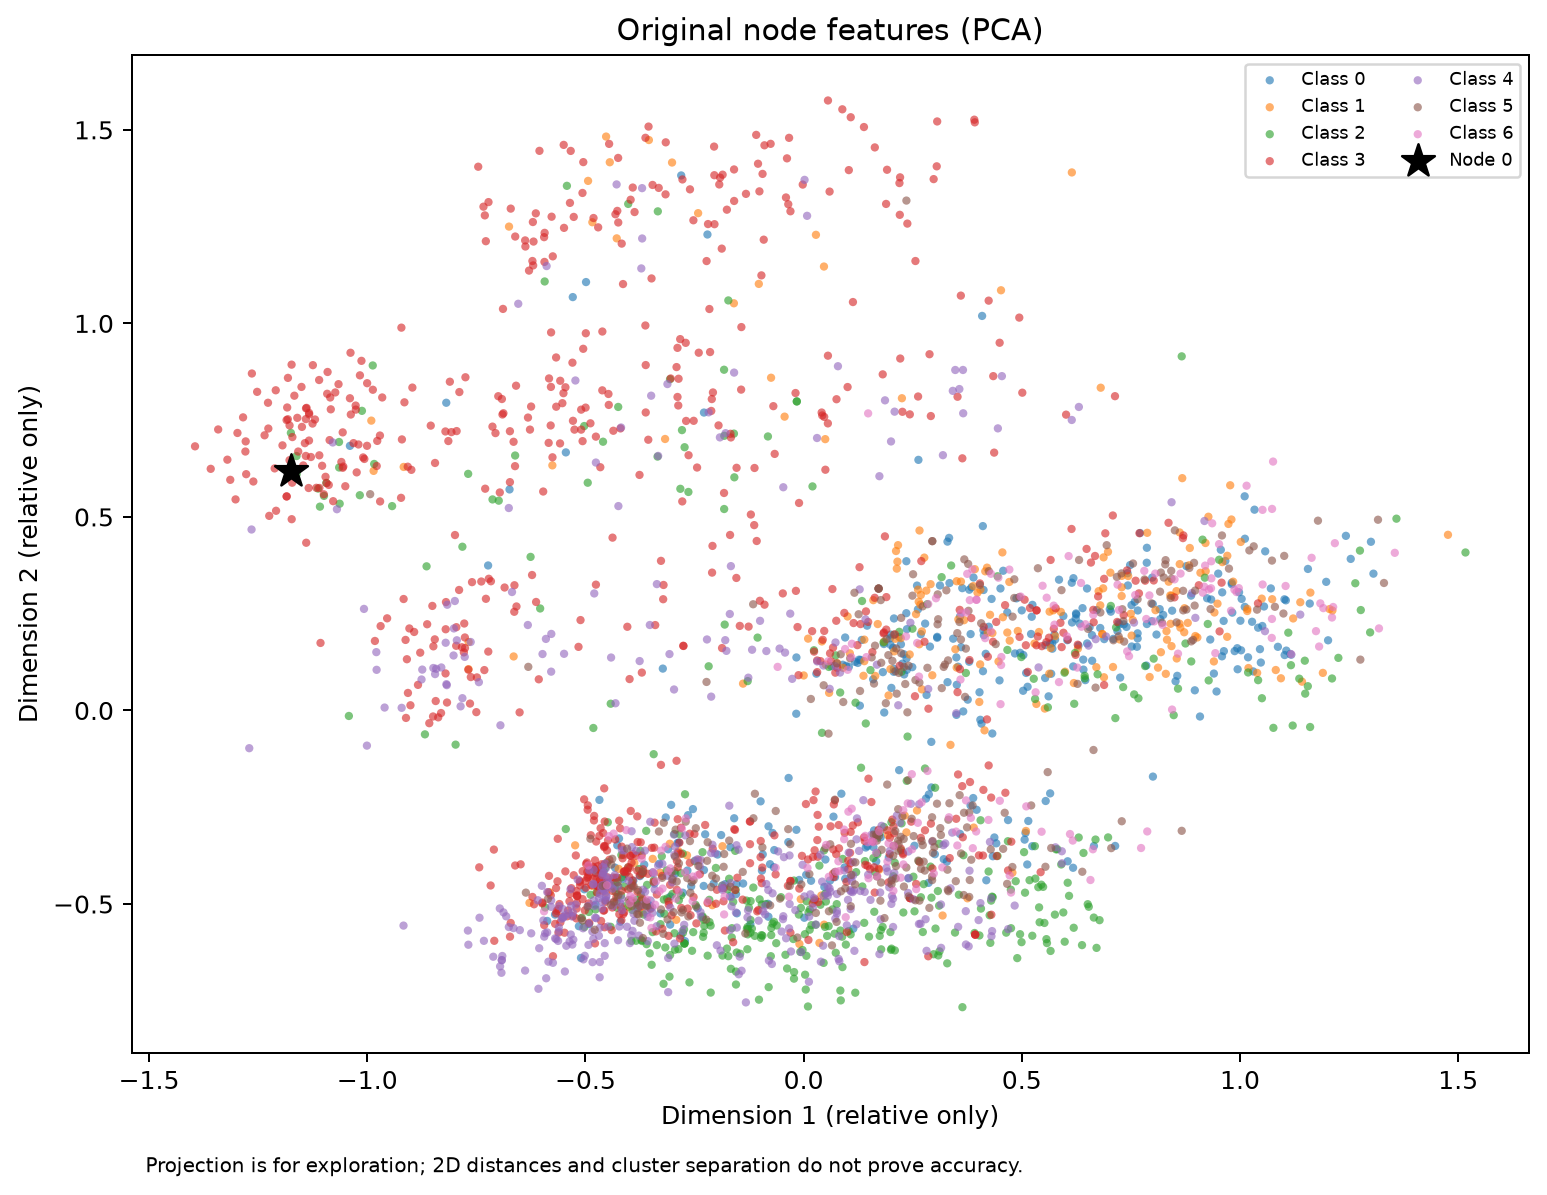 Original node features (PCA)
Class 0
Class 1
Class 2
Class 3
Class 4
Class 5
Class 6
Node 0
1.5
1.0
0.5
0.0
−0.5
Dimension 2 (relative only)
−1.5
−1.0
−0.5
0.0
0.5
1.0
1.5
Dimension 1 (relative only)
Projection is for exploration; 2D distances and cluster separation do not prove accuracy.